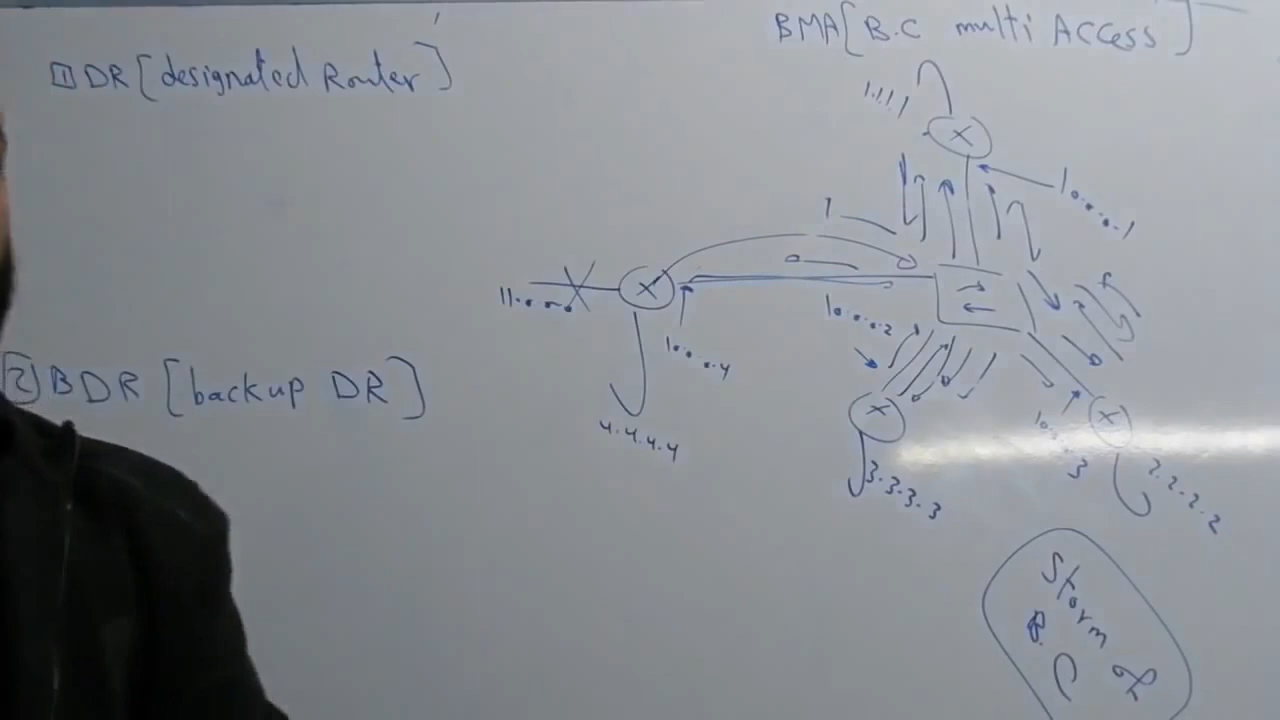 BMA[B.C multi Access]
① DR[designated Router]
1.1.1.1
10.0.0.1
1
11.0.0.0
10.0.0.2
10.0.0.4
② BDR [backup DR]
4.4.4.4
3.3.3.3
3
2.2.2.2
Storm
B.C